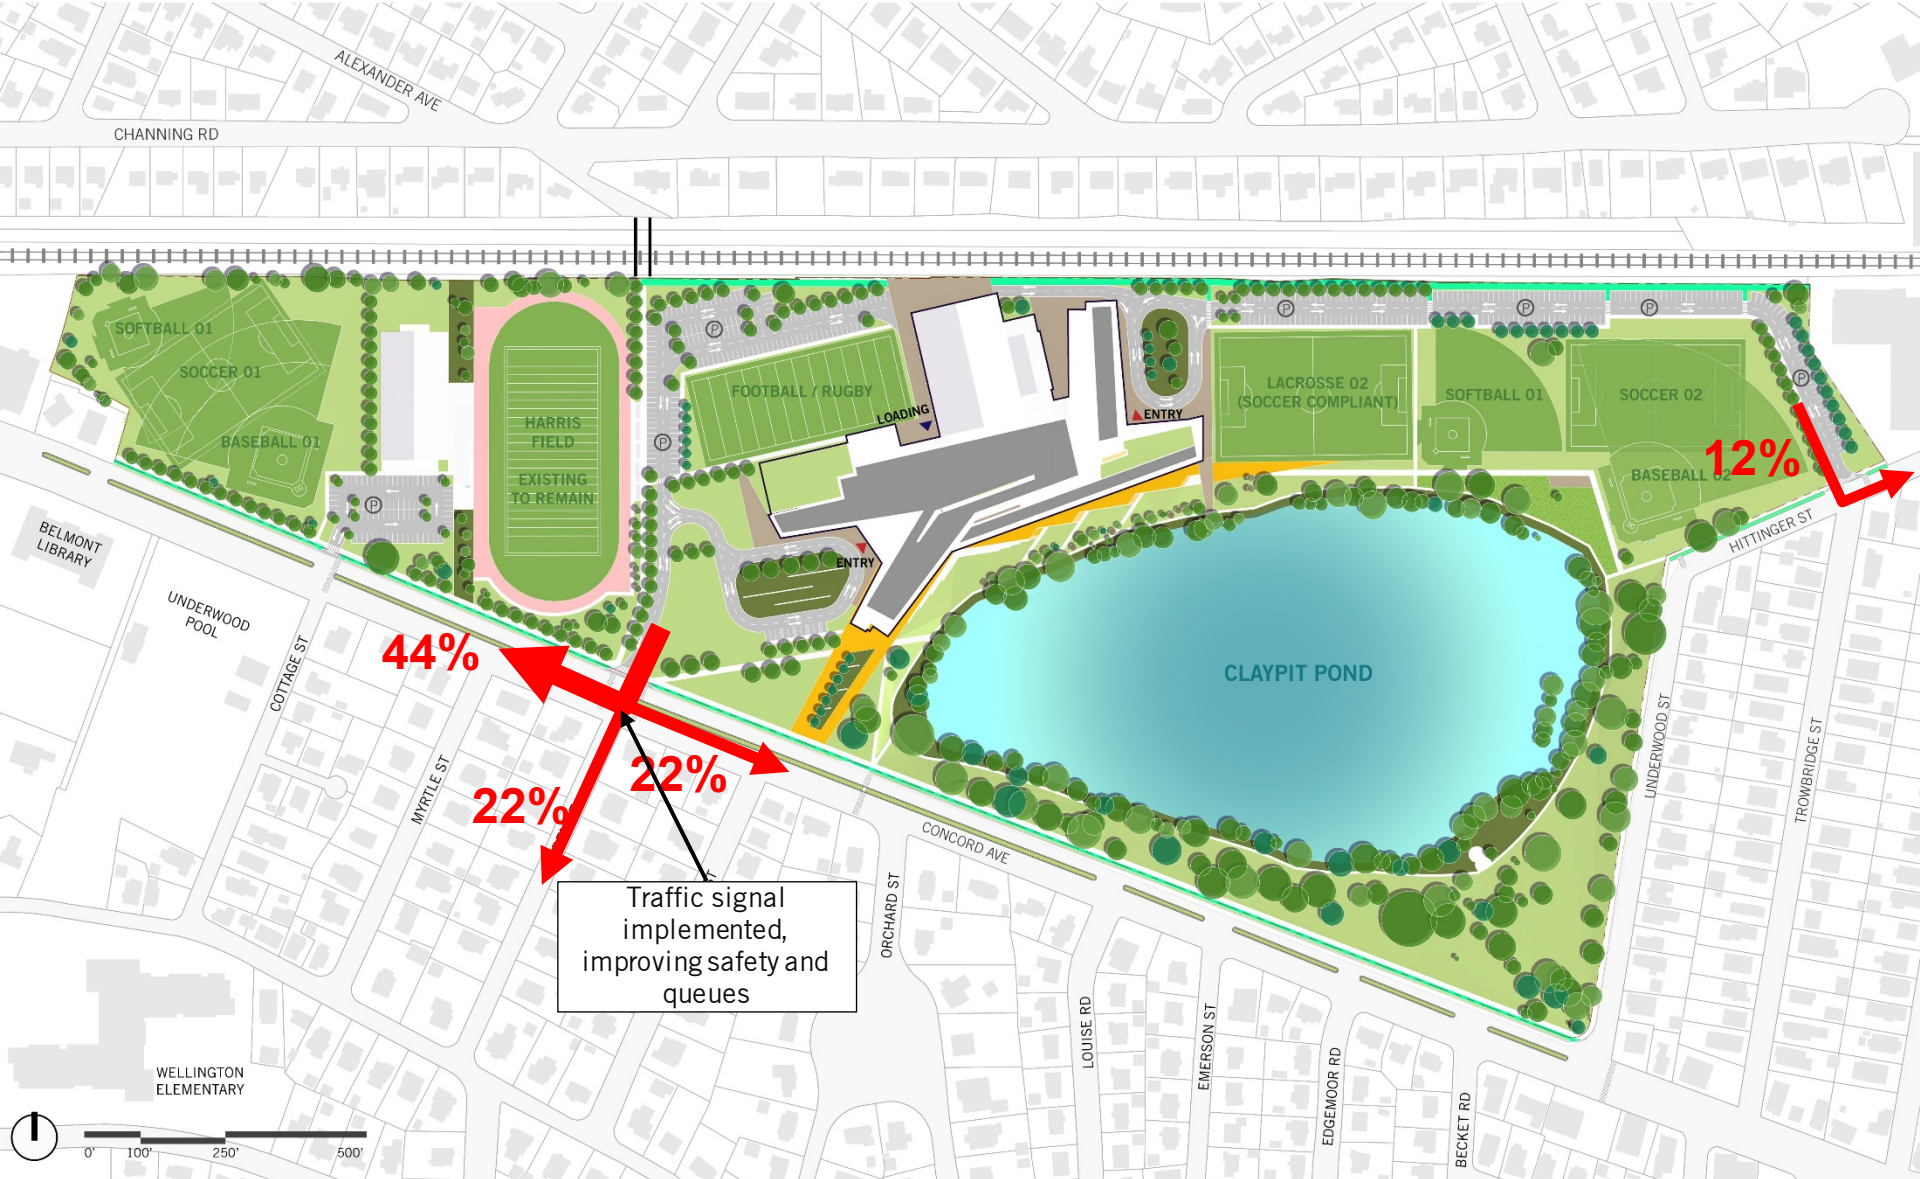 ALEXANDER AVE
CHANNING RD
SOFTBALL 01
SOCCER 01
BASEBALL 01
P
HARRIS
FIELD
EXISTING
TO REMAIN
P
P
FOOTBALL / RUGBY
LOADING
ENTRY
ENTRY
P
P
P
LACROSSE 02
(SOCCER COMPLIANT)
SOFTBALL 01
SOCCER 02
BASEBALL 02
P
12%
HITTINGER ST
BELMONT
LIBRARY
UNDERWOOD
POOL
COTTAGE ST
MYRTLE ST
44%
22%
22%
CLAYPIT POND
CONCORD AVE
ORCHARD ST
UNDERWOOD ST
TROWBRIDGE ST
Traffic signal
implemented,
improving safety and
queues
LOUISE RD
EMERSON ST
EDGEMOOR RD
BECKET RD
WELLINGTON
ELEMENTARY
0' 100' 250' 500'